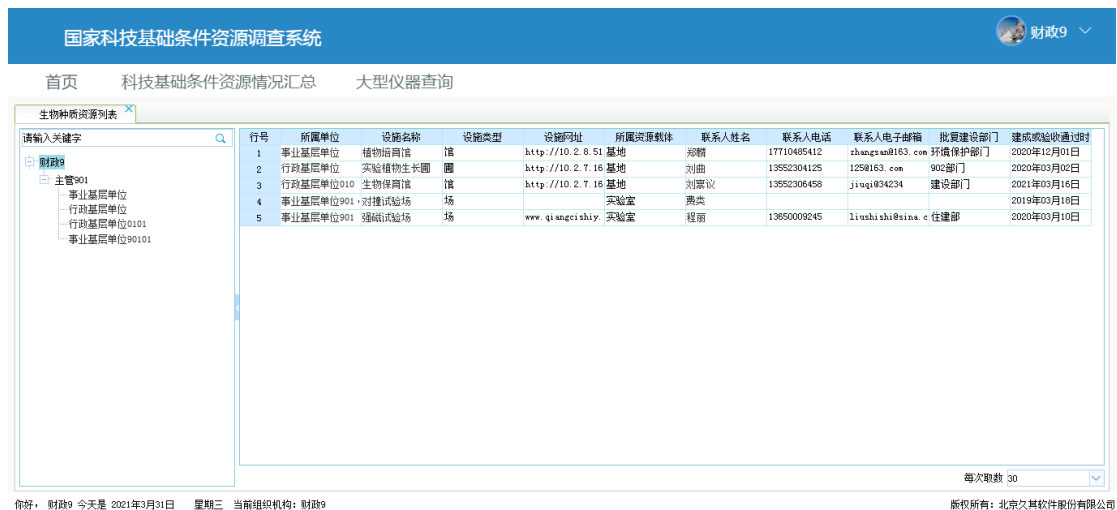 国家科技基础条件资源调查系统
财政9
首页 科技基础条件资源情况汇总 大型仪器查询
生物种质资源列表
请输入关键字
财政9
主管901
事业基层单位
行政基层单位
行政基层单位0101
事业基层单位90101
行号 所属单位 设施名称 设施类型 设施网址 所属资源载体 联系人姓名 联系人电话 联系人电子邮箱 批复建设部门 建成或验收通过时
1 事业基层单位 植物培育馆 馆 http://10.2.8.51 基地 郑麟 17710485412 zhangsan@163.com 环境保护部门 2020年12月01日
2 行政基层单位 实验植物生长圃 圃 http://10.2.7.16 基地 刘曲 13552304125 125@163.com 902部门 2020年03月02日
3 行政基层单位010 生物保育馆 馆 http://10.2.7.16 基地 刘察议 13552306458 jiuqi@34234 建设部门 2021年03月16日
4 事业基层单位901 对撞试验场 场 实验室 龚类 2019年03月18日
5 事业基层单位901 强磁试验场 场 www.qiangcishiy. 实验室 程丽 13650009245 liushishi@sina.c 住建部 2020年03月10日
每次取数 30
你好， 财政9 今天是 2021年3月31日 星期三 当前组织机构：财政9
版权所有：北京久其软件股份有限公司